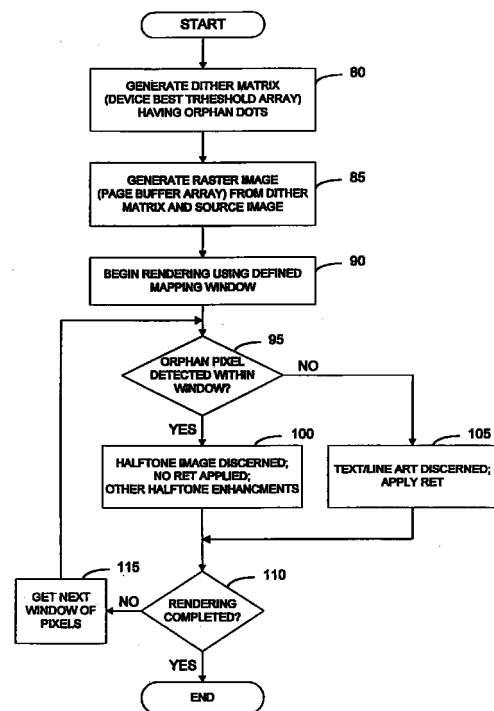 START
80
GENERATE DITHER MATRIX
(DEVICE BEST TRHESHOLD ARRAY)
HAVING ORPHAN DOTS
85
GENERATE RASTER IMAGE
(PAGE BUFFER ARRAY) FROM DITHER
MATRIX AND SOURCE IMAGE
90
BEGIN RENDERING USING DEFINED
MAPPING WINDOW
95
ORPHAN PIXEL
DETECTED WITHIN
WINDOW?
NO
YES
100
HALFTONE IMAGE DISCERNED;
NO RET APPLIED;
OTHER HALFTONE ENHANCMENTS
105
TEXT/LINE ART DISCERNED;
APPLY RET
115
GET NEXT
WINDOW OF
PIXELS
NO
110
RENDERING
COMPLETED?
YES
END